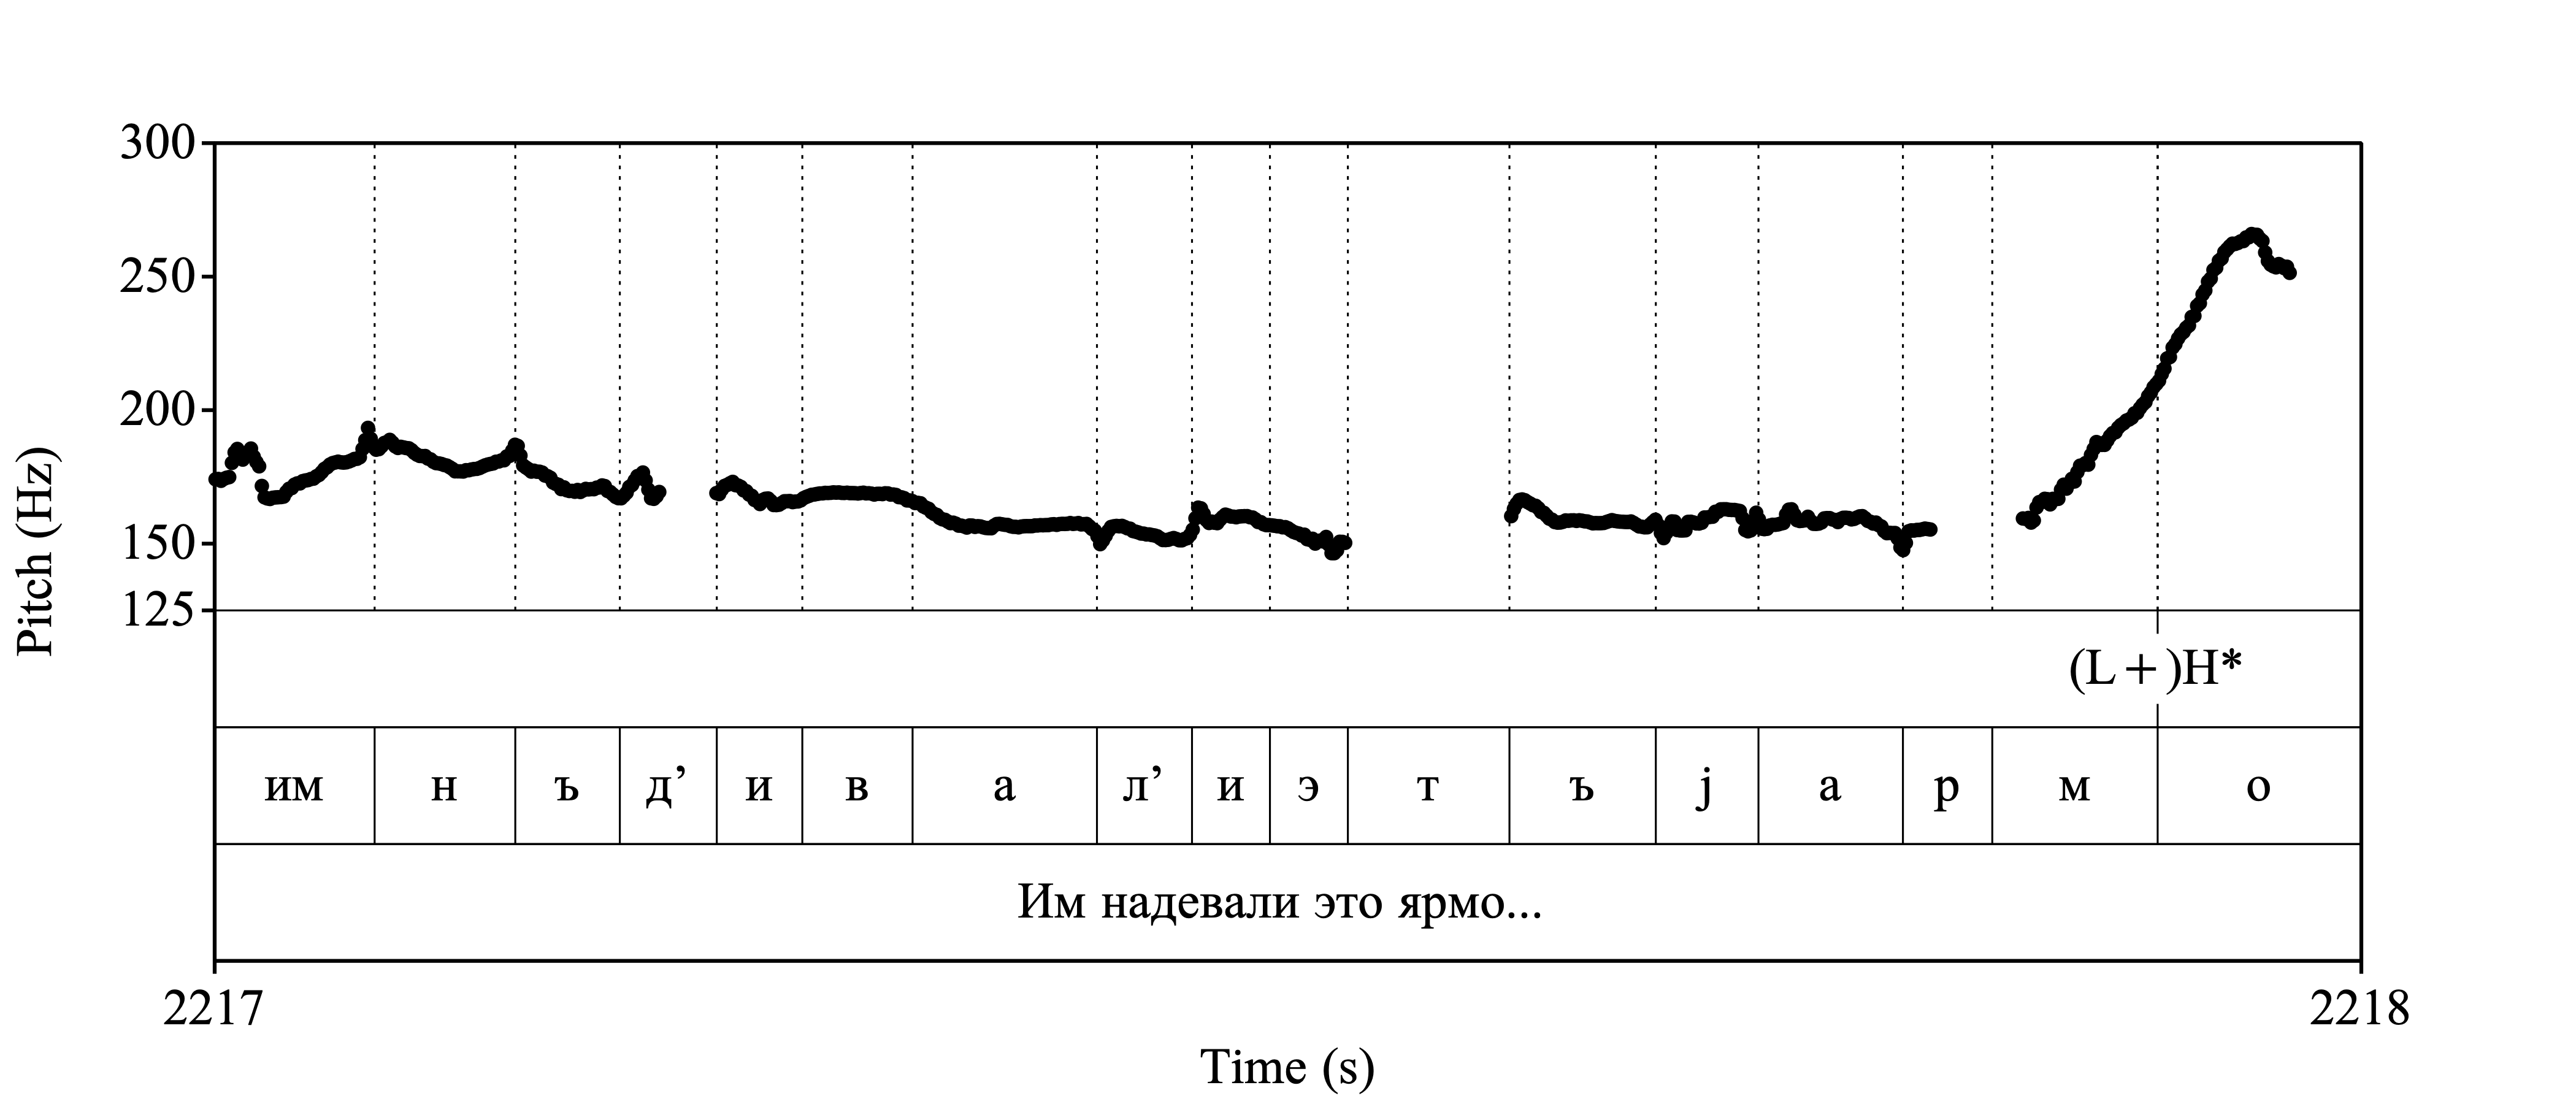 300
250
200
150
125
Pitch (Hz)
(L+)H*
им н ъ д’ и в а л’ и э т ъ j а р м о
Им надевали это ярмо...
2217 2218
Time (s)